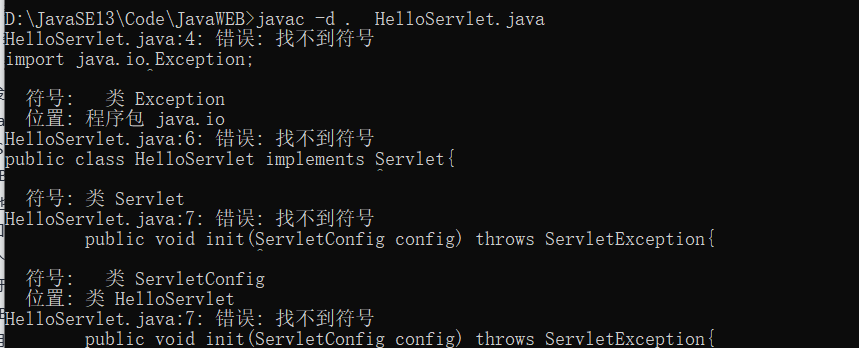 D:\JavaSE13\Code\JavaWEB>javac -d .  HelloServlet.java
HelloServlet.java:4: 错误: 找不到符号
import java.io.Exception;
^
符号:   类 Exception
位置: 程序包 java.io
HelloServlet.java:6: 错误: 找不到符号
public class HelloServlet implements Servlet{
^
符号: 类 Servlet
HelloServlet.java:7: 错误: 找不到符号
public void init(ServletConfig config) throws ServletException{
^
符号:   类 ServletConfig
位置: 类 HelloServlet
HelloServlet.java:7: 错误: 找不到符号
public void init(ServletConfig config) throws ServletException{